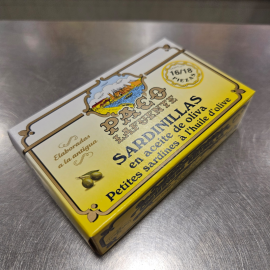 PACO
LAFUENTE
16/18
PIEZAS
Elaboradas
a la antigua
SARDINILLAS
en aceite de oliva
Petites sardines à l'huile d'olive